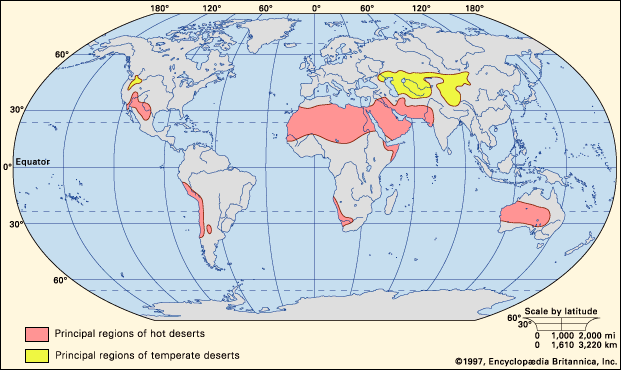 180° 120° 60° 0° 60° 120° 180°
60°
30°
Equator
0°
30°
60°
Principal regions of hot deserts
Principal regions of temperate deserts
Scale by latitude
60°
30°
0 1,000 2,000 mi
0 1,610 3,220 km
©1997, Encyclopædia Britannica, Inc.